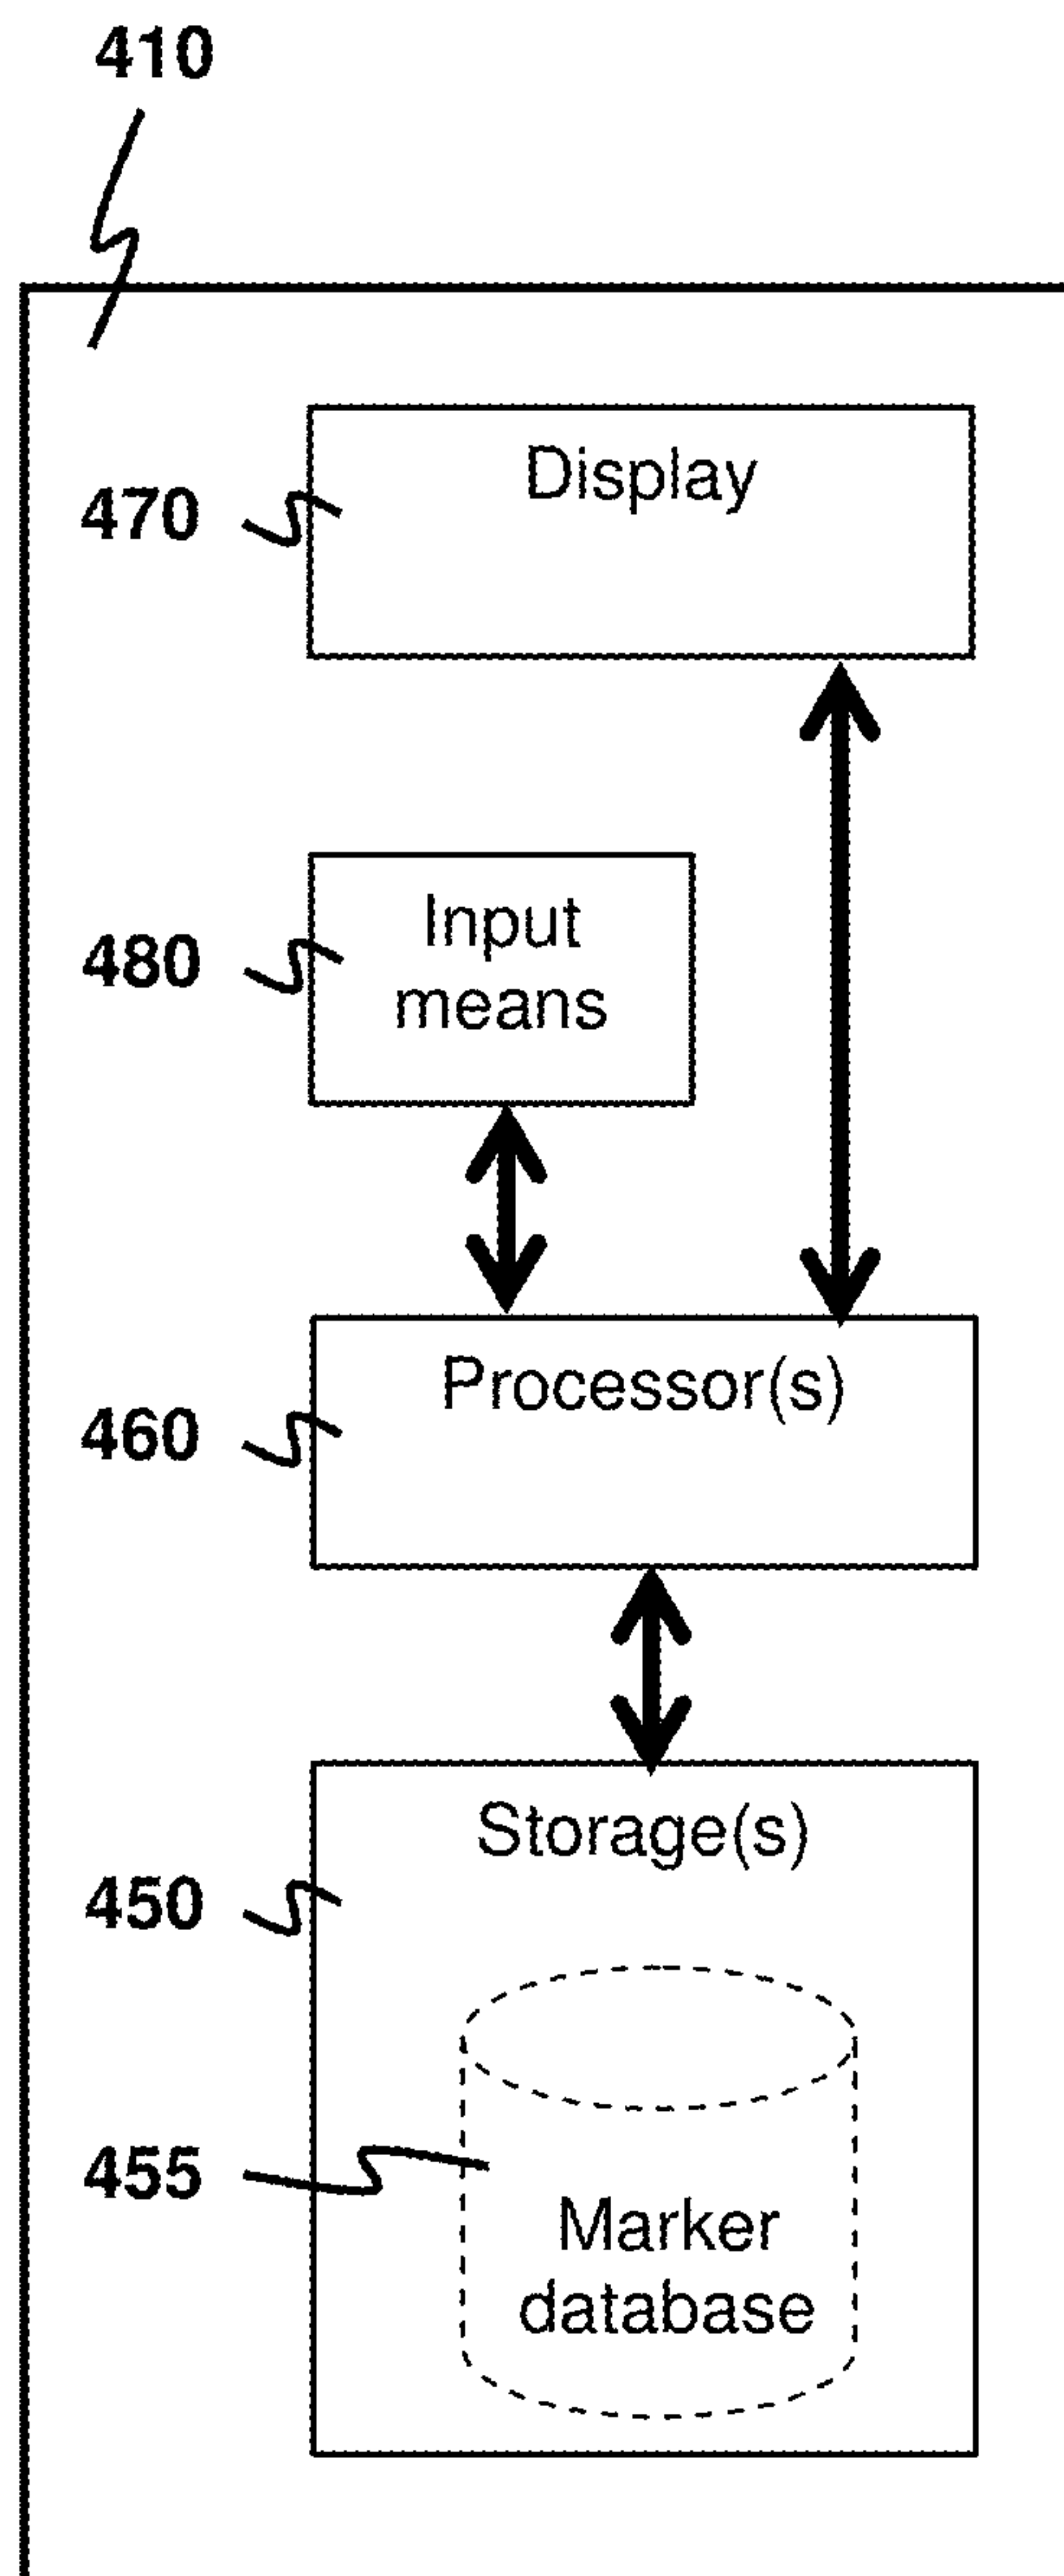 410
Display
470
Input
480
means
Processor(s)
460
Storage(s)
450
455
Marker
database